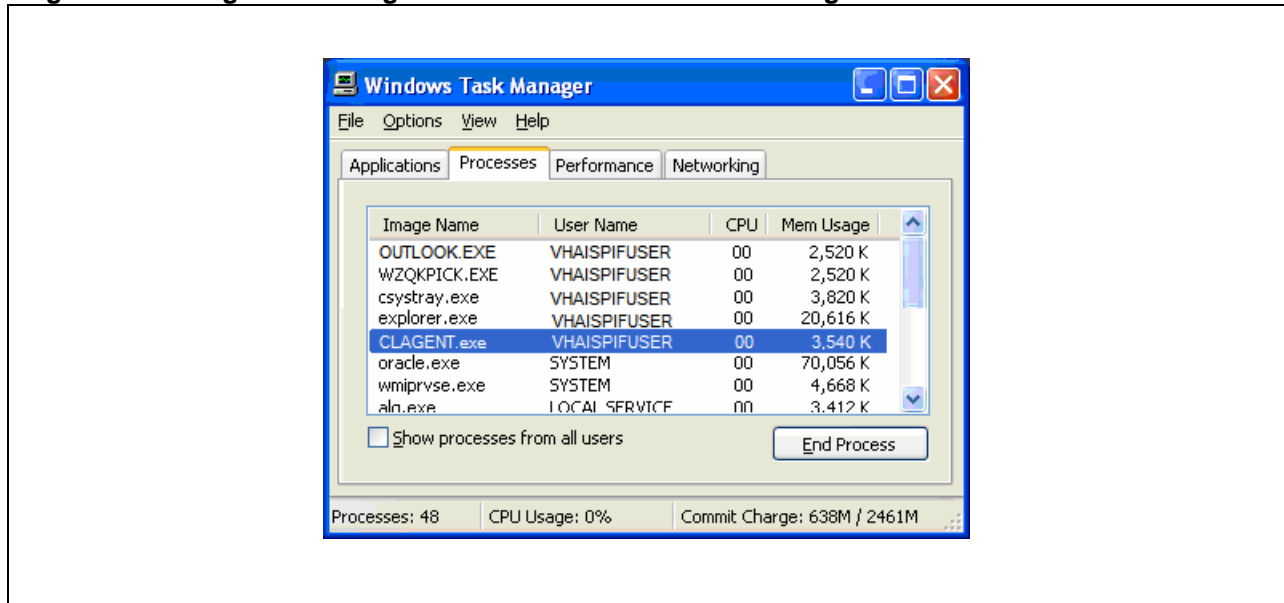 Windows Task Manager
File Options View Help
Applications Processes Performance Networking
Image Name User Name CPU Mem Usage
OUTLOOK.EXE VHAISPIFUSER 00 2,520 K
WZQKPICK.EXE VHAISPIFUSER 00 2,520 K
csystray.exe VHAISPIFUSER 00 3,820 K
explorer.exe VHAISPIFUSER 00 20,616 K
CLAGENT.exe VHAISPIFUSER 00 3,540 K
oracle.exe SYSTEM 00 70,056 K
wmiprvse.exe SYSTEM 00 4,668 K
alg.exe LOCAL SERVICE 00 3,412 K
Show processes from all users
End Process
Processes: 48 CPU Usage: 0% Commit Charge: 638M / 2461M